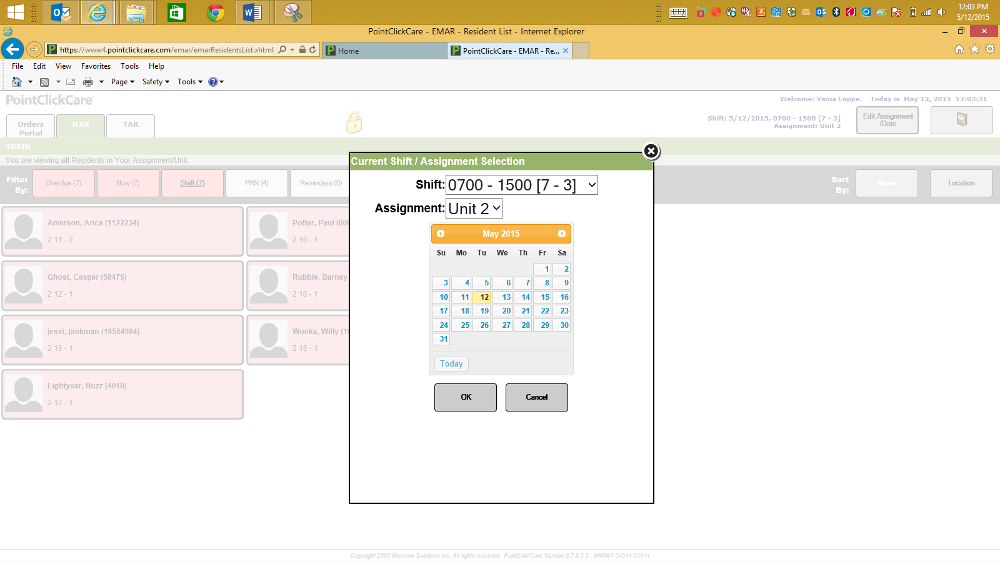 12:03 PM
5/12/2015
PointClickCare - EMAR - Resident List - Internet Explorer
https://www4.pointclickcare.com/emar/emarResidentsList.xhtml
Home
PointClickCare - EMAR - Re...
File Edit View Favorites Tools Help
Page Safety Tools
PointClickCare
Welcome: Vania Loppe. Today is May 12, 2015 12:03:31
Orders Portal
MAR
TAR
Shift: 5/12/2015, 0700 - 1500 [7 - 3]
Assignment: Unit 2
Edit Assignment /Date
TRAIN
You are viewing all Residents in Your Assignment/Unit.
Filter By:
Overdue (7)
Now (7)
Shift (7)
PRN (4)
Reminders (0)
Sort By:
Name
Location
Amerson, Arica (1122234)
2 11 - 2
Potter, Paul (000
2 10 - 1
Ghost, Casper (58475)
2 12 - 1
Rubble, Barney
2 10 - 1
jessi, pinkman (16584984)
2 15 - 1
Wonka, Willy (1
2 15 - 1
Lightyear, Buzz (4010)
2 12 - 1
Current Shift / Assignment Selection
Shift: 0700 - 1500 [7 - 3]
Assignment: Unit 2
May 2015
Su Mo Tu We Th Fr Sa
1 2
3 4 5 6 7 8 9
10 11 12 13 14 15 16
17 18 19 20 21 22 23
24 25 26 27 28 29 30
31
Today
OK
Cancel
Copyright 2000 Wescom Solutions Inc. All rights reserved. PointClickCare Version 3.7.6.2.3 - WWW4-04014-04014